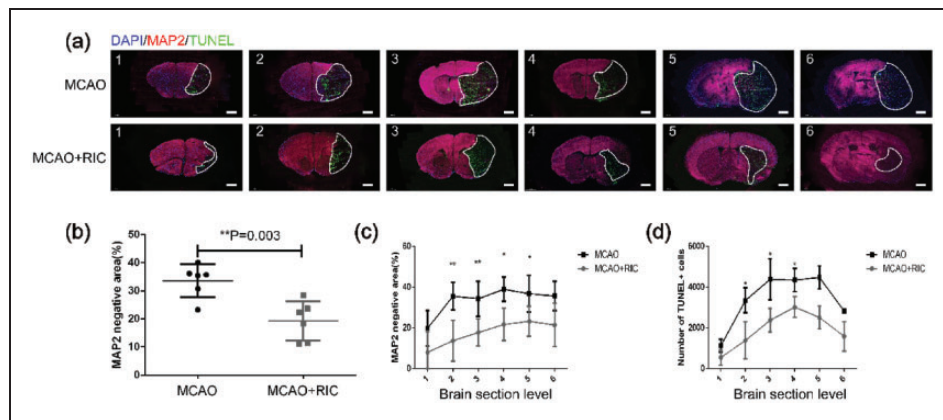 (a)
DAPI/MAP2/TUNEL
MCAO
1
2
3
4
5
6
MCAO+RIC
1
2
3
4
5
6
(b)
**P=0.003
MAP2 negative area(%)
50
40
30
20
10
0
MCAO
MCAO+RIC
(c)
MAP2 negative area(%)
60
40
20
0
**
**
*
*
MCAO
MCAO+RIC
1
2
3
4
5
6
Brain section level
(d)
Number of TUNEL+ cells
6000
4000
2000
0
*
*
*
MCAO
MCAO+RIC
1
2
3
4
5
6
Brain section level